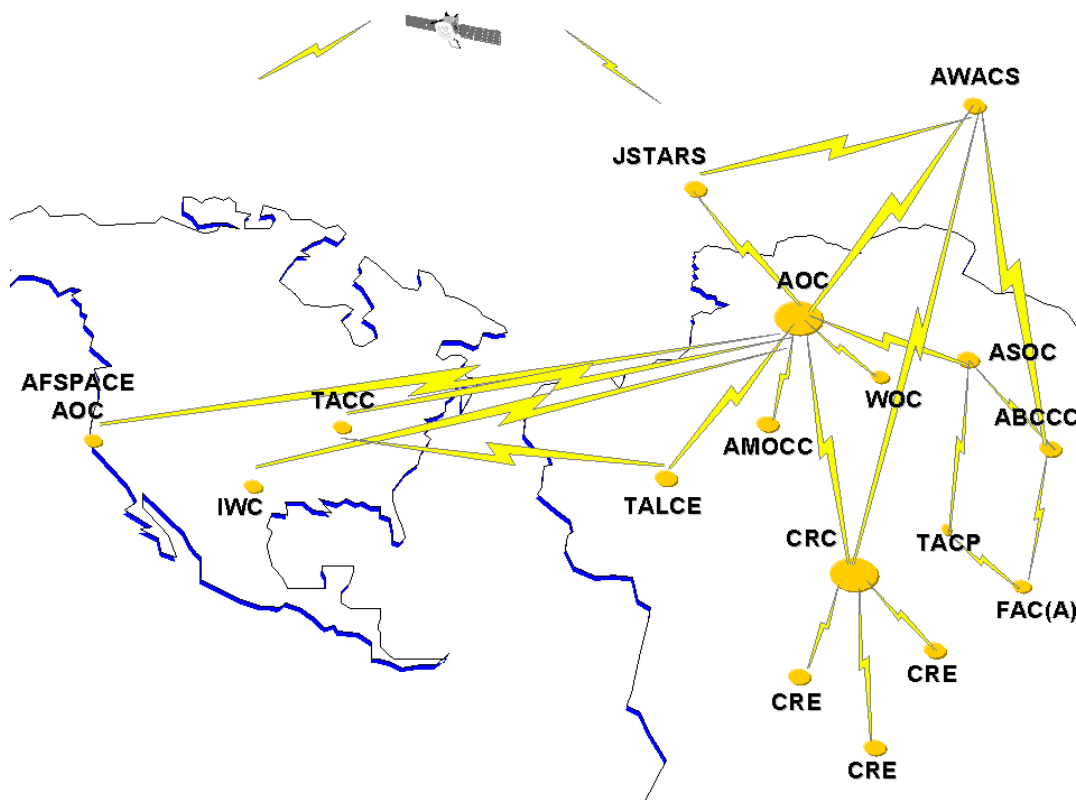 AWACS
JSTARS
AOC
ASOC
AFSPACE
AOC
TACC
WOC
ABCCC
AMOCC
IWC
TALCE
CRC
TACP
FAC(A)
CRE
CRE
CRE